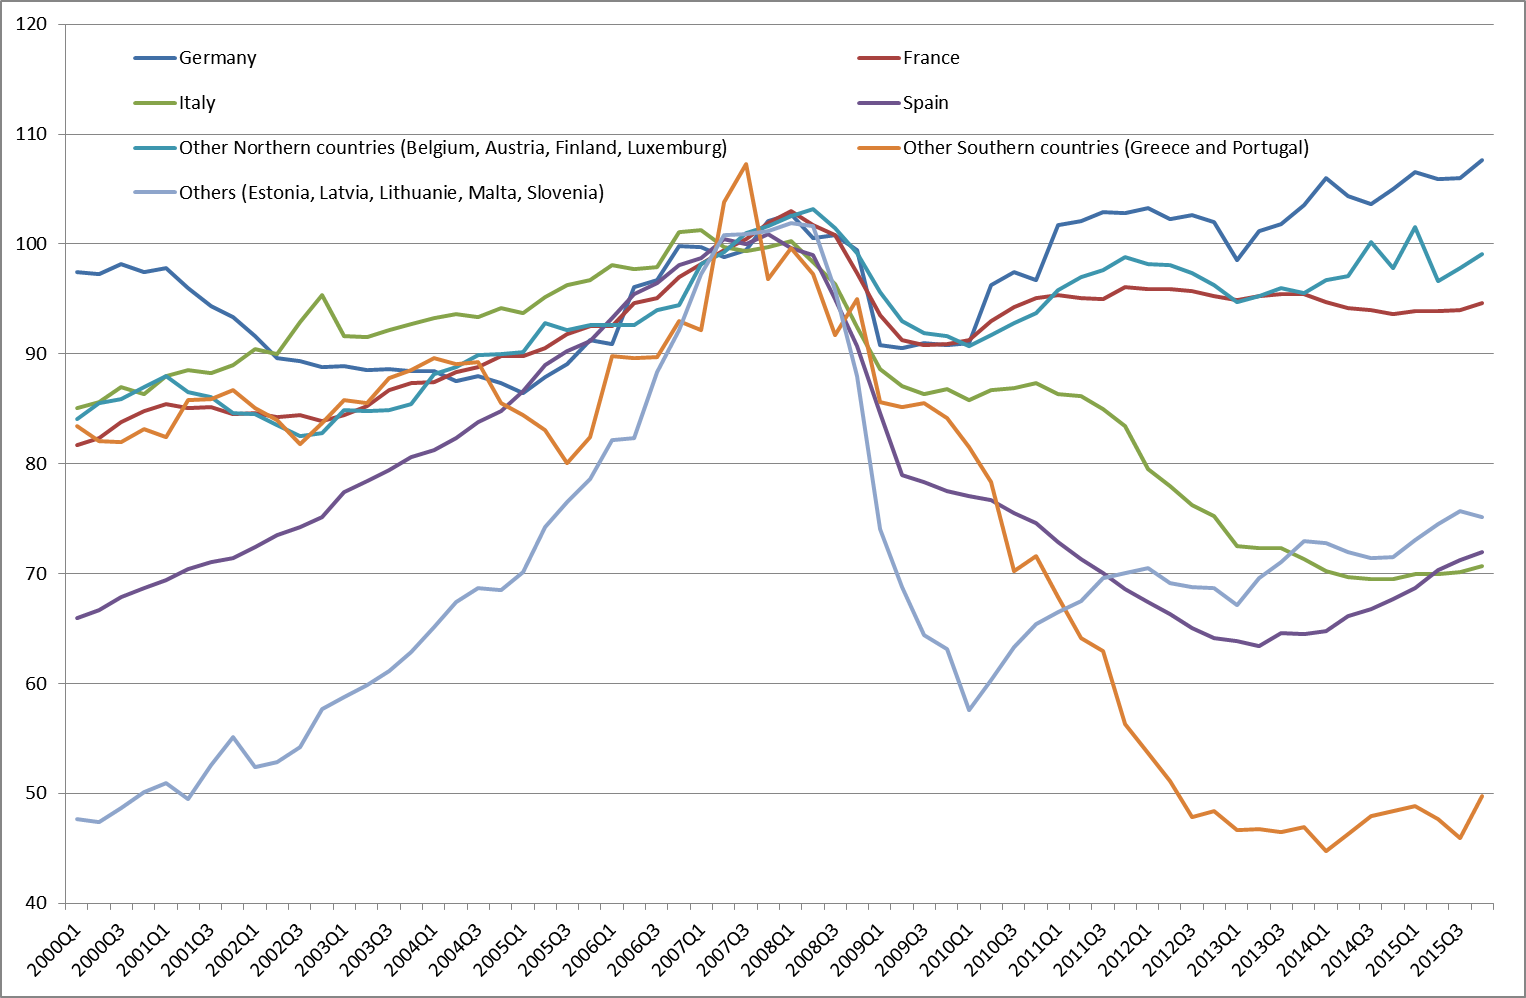 120
Germany
France
Italy
Spain
110
Other Northern countries (Belgium, Austria, Finland, Luxemburg)
Other Southern countries (Greece and Portugal)
Others (Estonia, Latvia, Lithuanie, Malta, Slovenia)
100
90
80
70
60
50
40
2000Q1
2000Q3
2001Q1
2001Q3
2002Q1
2002Q3
2003Q1
2003Q3
2004Q1
2004Q3
2005Q1
2005Q3
2006Q1
2006Q3
2007Q1
2007Q3
2008Q1
2008Q3
2009Q1
2009Q3
2010Q1
2010Q3
2011Q1
2011Q3
2012Q1
2012Q3
2013Q1
2013Q3
2014Q1
2014Q3
2015Q1
2015Q3